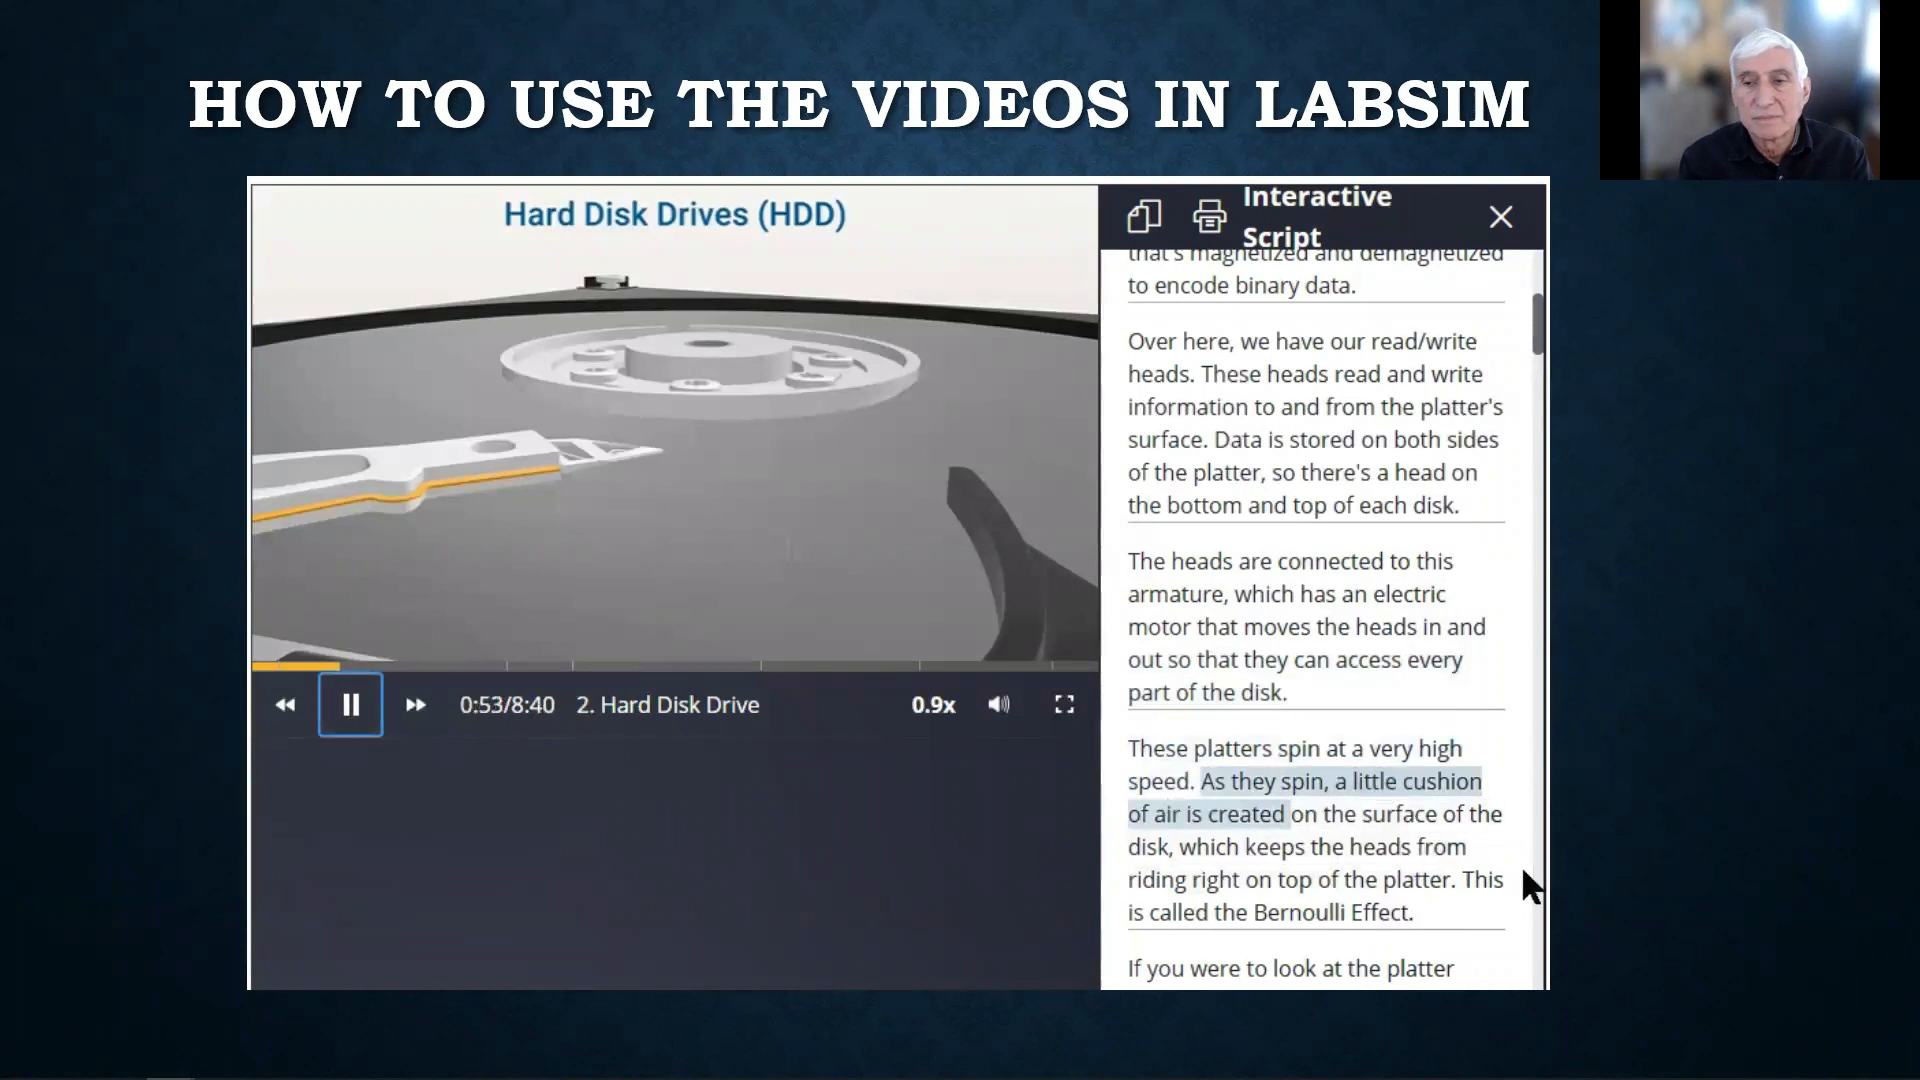 HOW TO USE THE VIDEOS IN LABSIM
Hard Disk Drives (HDD)
Interactive
Script
that's magnetized and demagnetized
to encode binary data.
Over here, we have our read/write
heads. These heads read and write
information to and from the platter's
surface. Data is stored on both sides
of the platter, so there's a head on
the bottom and top of each disk.
The heads are connected to this
armature, which has an electric
motor that moves the heads in and
out so that they can access every
part of the disk.
These platters spin at a very high
speed. As they spin, a little cushion
of air is created on the surface of the
disk, which keeps the heads from
riding right on top of the platter. This
is called the Bernoulli Effect.
If you were to look at the platter
0:53/8:40 2. Hard Disk Drive 0.9x